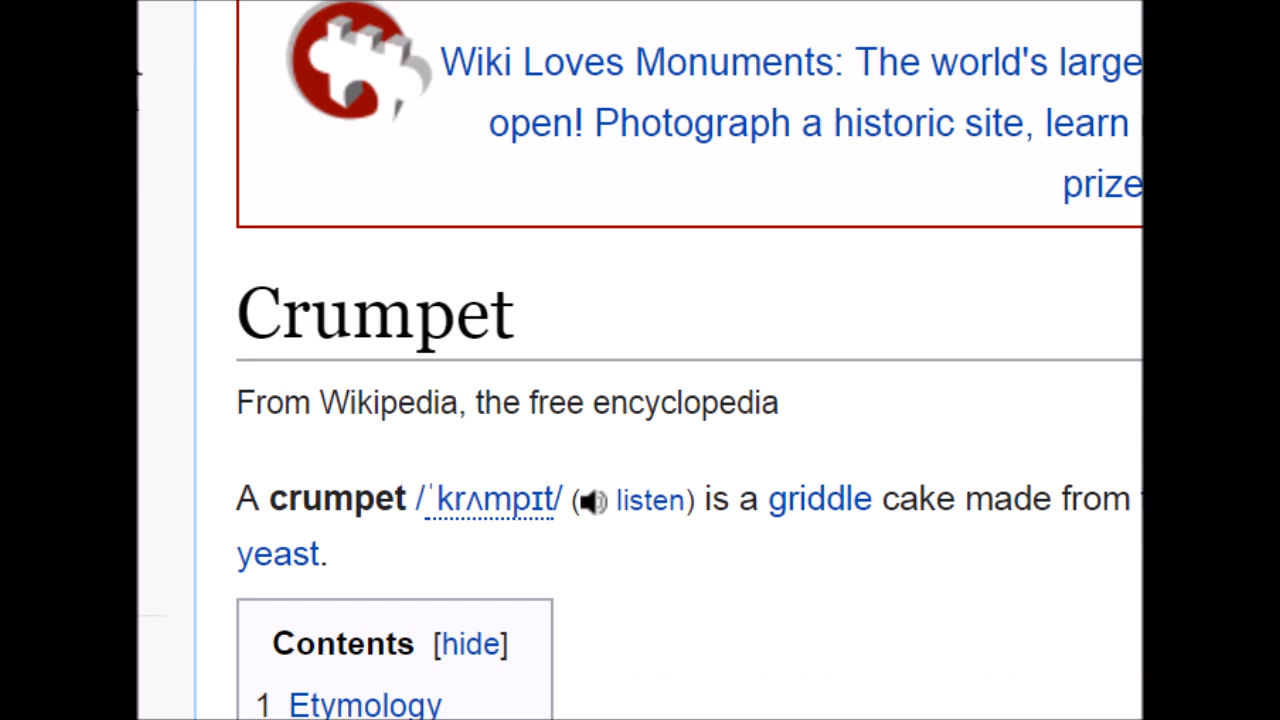 Wiki Loves Monuments: The world's large
open! Photograph a historic site, learn
prize
Crumpet
From Wikipedia, the free encyclopedia
A crumpet /ˈkrʌmpɪt/ (listen) is a griddle cake made from
yeast.
Contents [hide]
1 Etymology